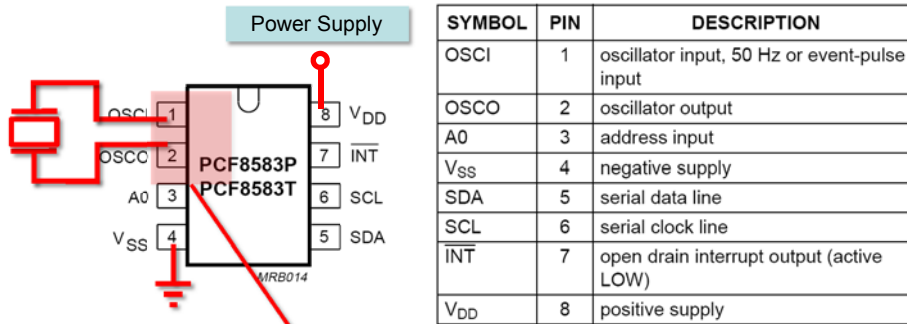 Power Supply
OSCI 1
8 VDD
OSCO 2
7 INT
PCF8583P
PCF8583T
A0 3
6 SCL
VSS 4
5 SDA
MRB014
SYMBOL PIN DESCRIPTION
OSCI 1 oscillator input, 50 Hz or event-pulse
input
OSCO 2 oscillator output
A0 3 address input
VSS 4 negative supply
SDA 5 serial data line
SCL 6 serial clock line
INT 7 open drain interrupt output (active
LOW)
VDD 8 positive supply